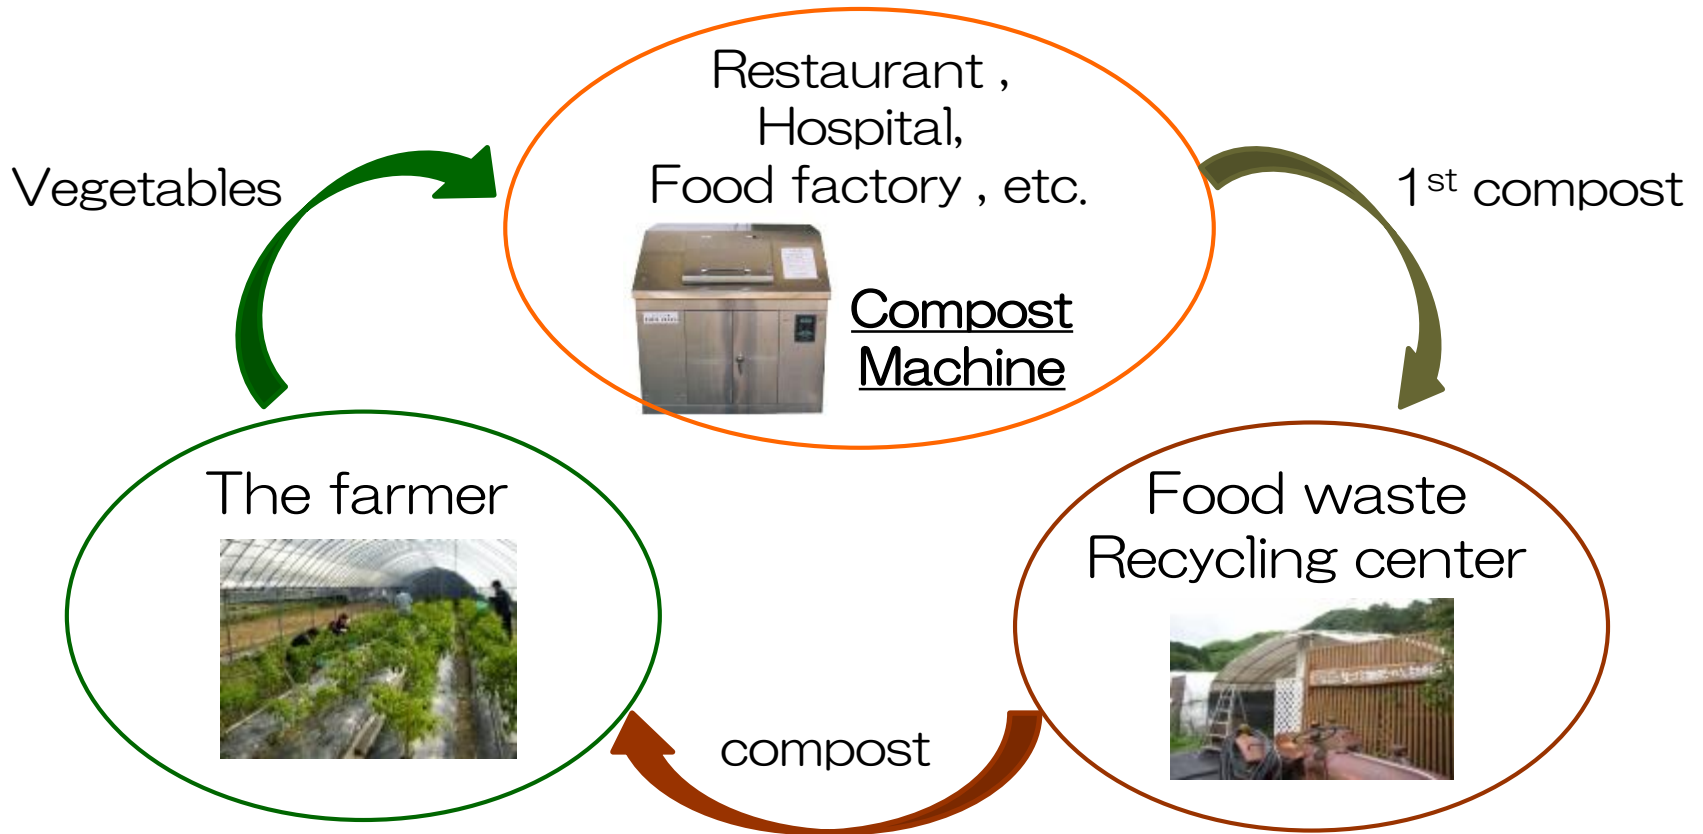 Restaurant ,
Hospital,
Food factory , etc.
Vegetables
1st compost
Compost
Machine
The farmer
Food waste
Recycling center
compost